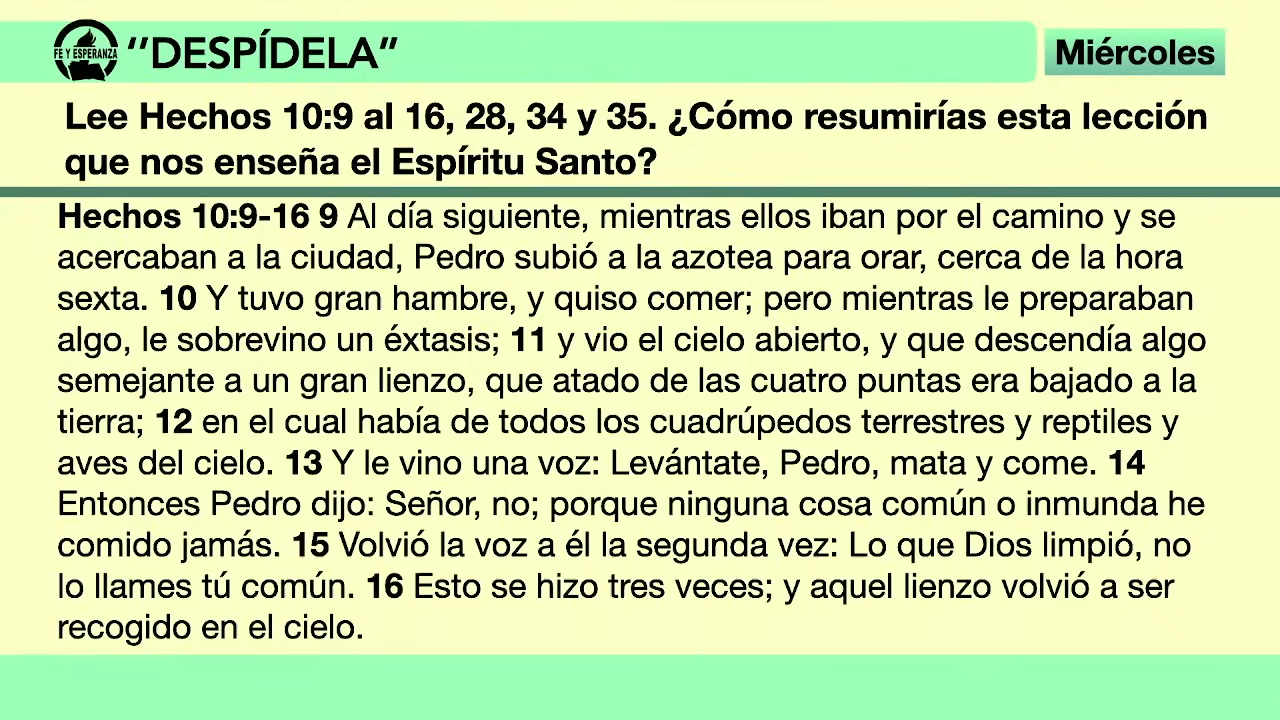 FE Y ESPERANZA
‘‘DESPÍDELA”
Miércoles
Lee Hechos 10:9 al 16, 28, 34 y 35. ¿Cómo resumirías esta lección
que nos enseña el Espíritu Santo?
Hechos 10:9-16 9 Al día siguiente, mientras ellos iban por el camino y se
acercaban a la ciudad, Pedro subió a la azotea para orar, cerca de la hora
sexta. 10 Y tuvo gran hambre, y quiso comer; pero mientras le preparaban
algo, le sobrevino un éxtasis; 11 y vio el cielo abierto, y que descendía algo
semejante a un gran lienzo, que atado de las cuatro puntas era bajado a la
tierra; 12 en el cual había de todos los cuadrúpedos terrestres y reptiles y
aves del cielo. 13 Y le vino una voz: Levántate, Pedro, mata y come. 14
Entonces Pedro dijo: Señor, no; porque ninguna cosa común o inmunda he
comido jamás. 15 Volvió la voz a él la segunda vez: Lo que Dios limpió, no
lo llames tú común. 16 Esto se hizo tres veces; y aquel lienzo volvió a ser
recogido en el cielo.